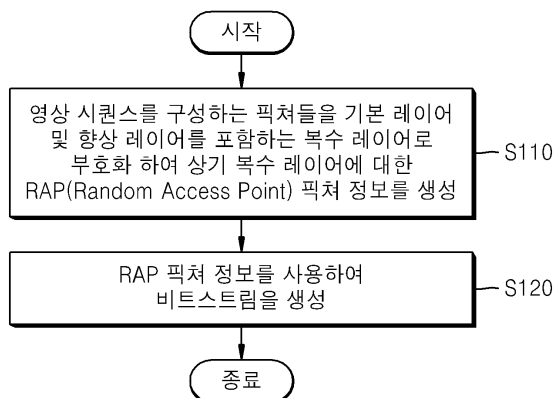 시작
영상 시퀀스를 구성하는 픽쳐들을 기본 레이어
및 향상 레이어를 포함하는 복수 레이어로
부호화 하여 상기 복수 레이어에 대한
RAP(Random Access Point) 픽쳐 정보를 생성
S110
RAP 픽쳐 정보를 사용하여
비트스트림을 생성
S120
종료